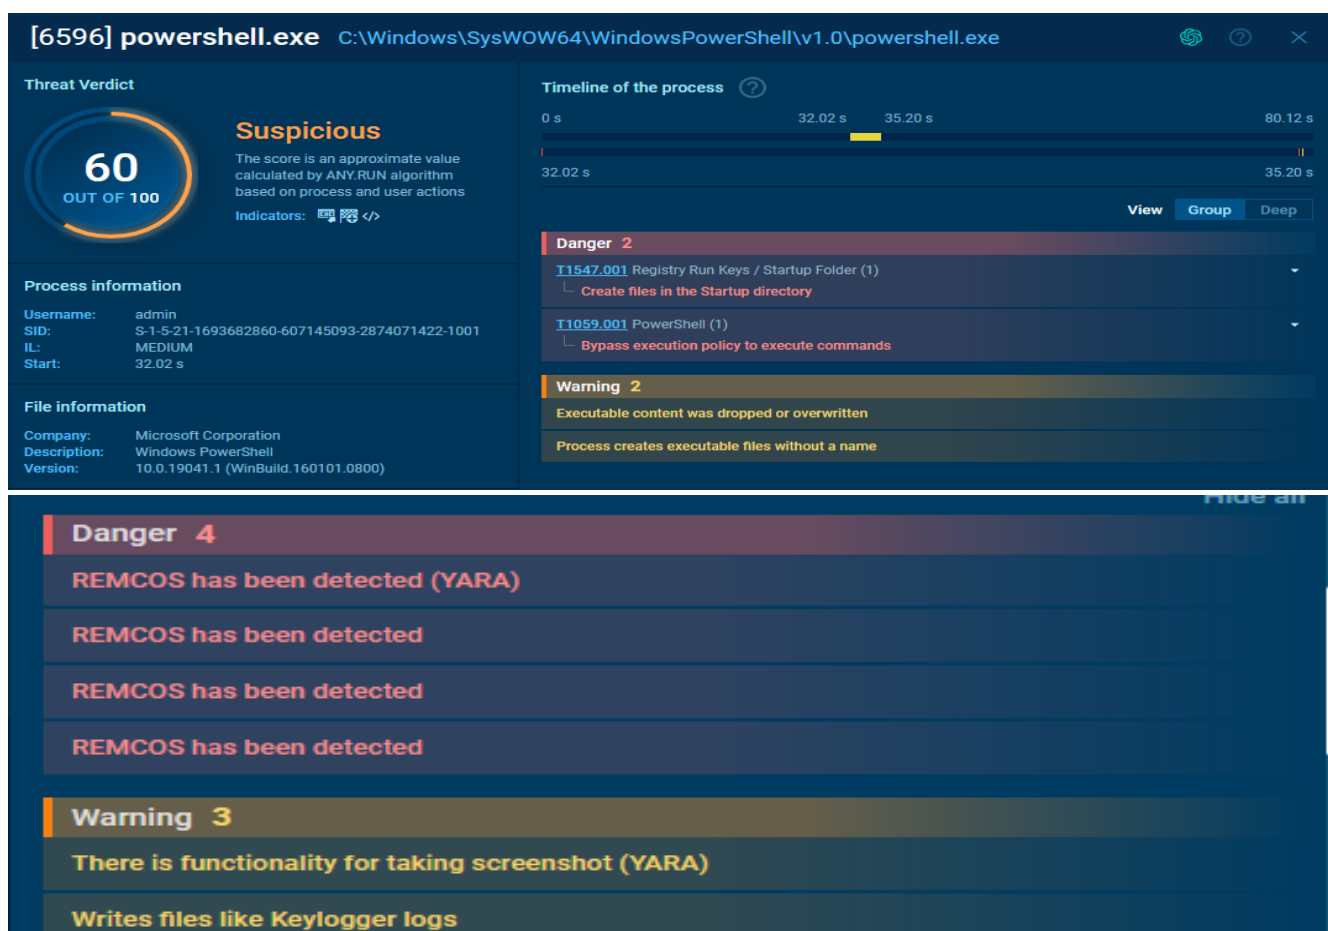 [6596] powershell.exe C:\Windows\SysWOW64\WindowsPowerShell\v1.0\powershell.exe
Threat Verdict
60
OUT OF 100
Suspicious
The score is an approximate value
calculated by ANY.RUN algorithm
based on process and user actions
Indicators:
Process information
Username: admin
SID: S-1-5-21-1693682860-607145093-2874071422-1001
IL: MEDIUM
Start: 32.02 s
File information
Company: Microsoft Corporation
Description: Windows PowerShell
Version: 10.0.19041.1 (WinBuild.160101.0800)
Timeline of the process
0 s 32.02 s 35.20 s 80.12 s
32.02 s 35.20 s
View Group Deep
Danger 2
T1547.001 Registry Run Keys / Startup Folder (1)
Create files in the Startup directory
T1059.001 PowerShell (1)
Bypass execution policy to execute commands
Warning 2
Executable content was dropped or overwritten
Process creates executable files without a name
Hide all
Danger 4
REMCOS has been detected (YARA)
REMCOS has been detected
REMCOS has been detected
REMCOS has been detected
Warning 3
There is functionality for taking screenshot (YARA)
Writes files like Keylogger logs